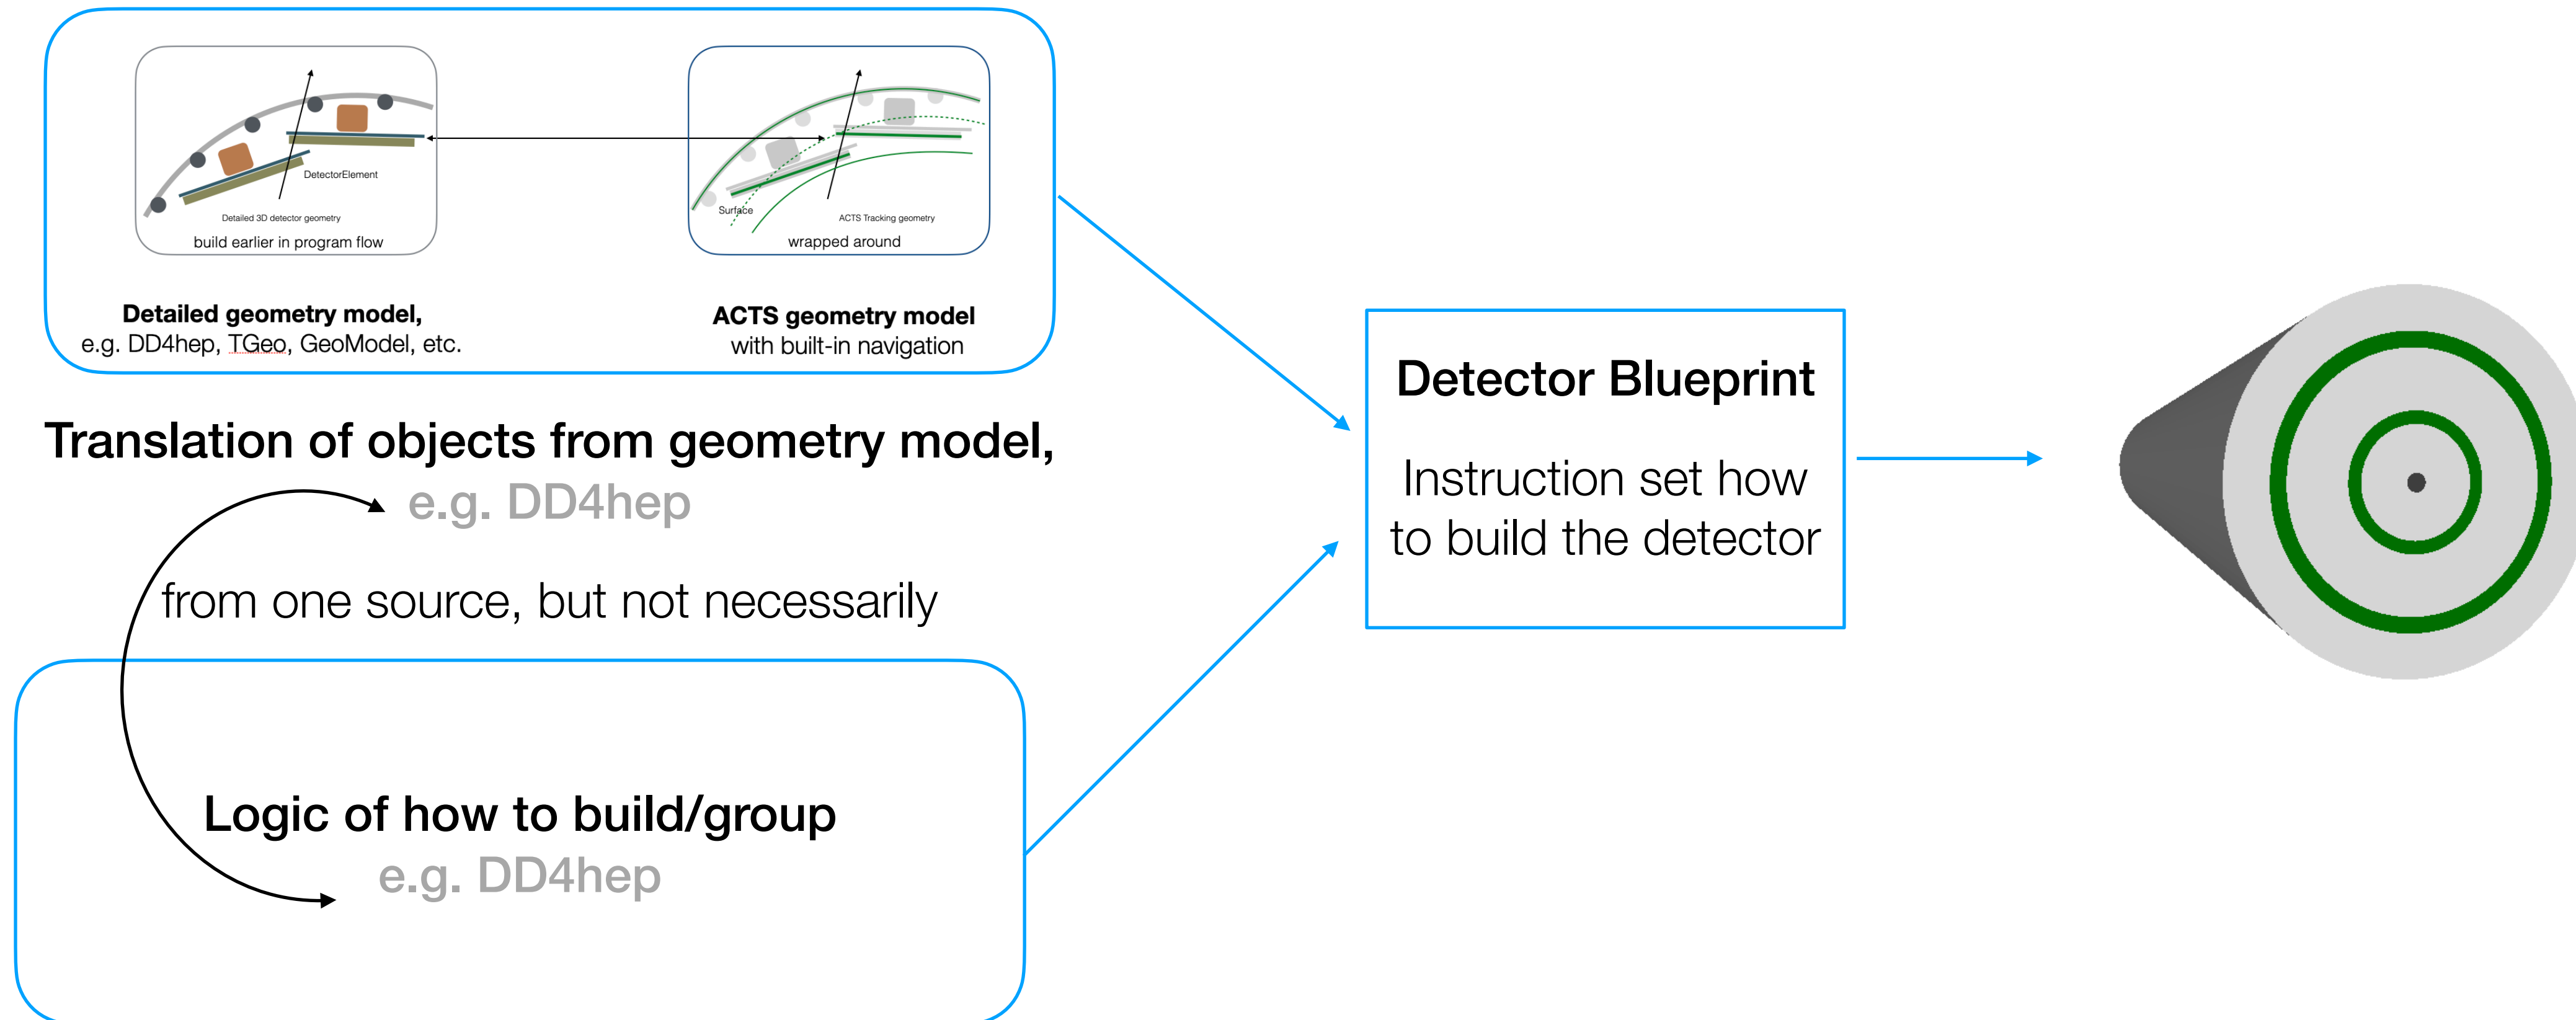 DetectorElement
Detailed 3D detector geometry
build earlier in program flow
Surface
ACTS Tracking geometry
wrapped around
Detailed geometry model,
e.g. DD4hep, TGeo, GeoModel, etc.
ACTS geometry model
with built-in navigation
Translation of objects from geometry model,
e.g. DD4hep
from one source, but not necessarily
Logic of how to build/group
e.g. DD4hep
Detector Blueprint
Instruction set how
to build the detector